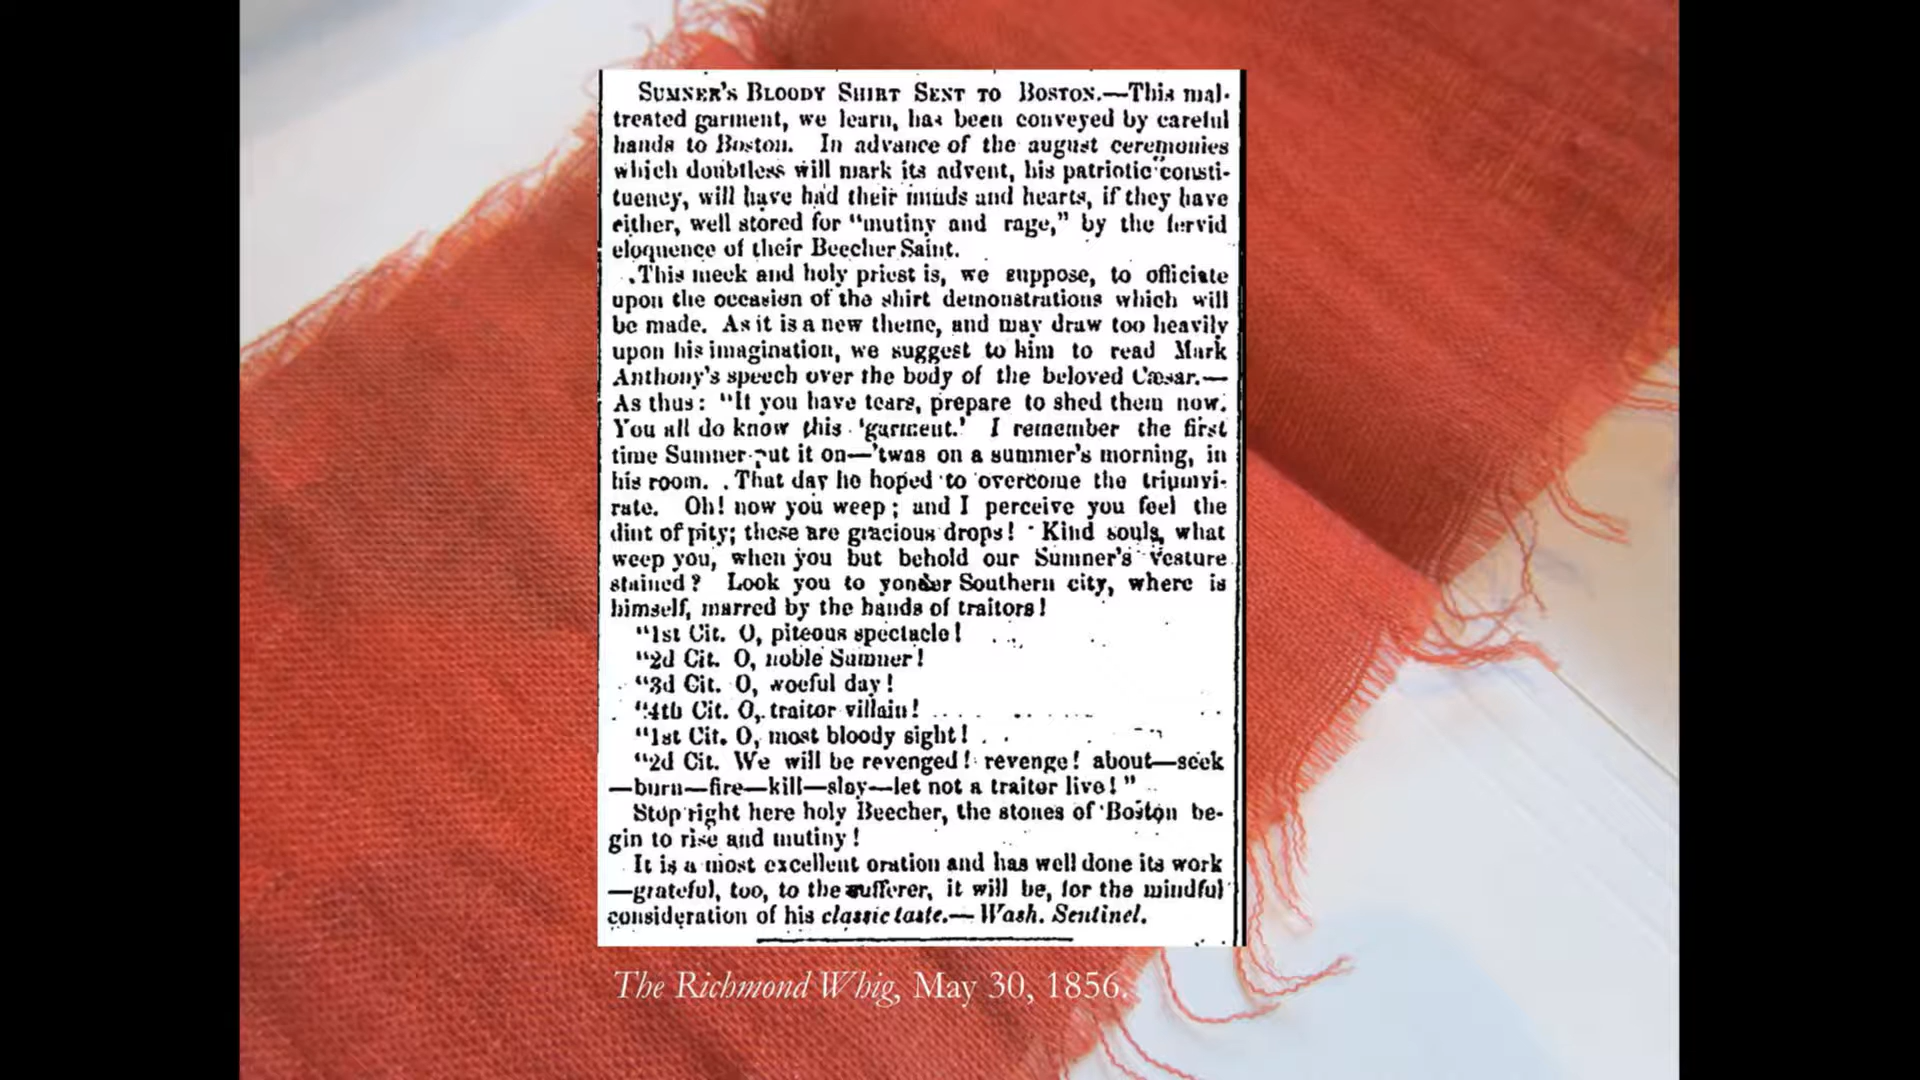 SUMNER'S BLOODY SHIRT SENT TO BOSTON.—This mal-
treated garment, we learn, has been conveyed by careful
hands to Boston. In advance of the august ceremonies
which doubtless will mark its advent, his patriotic consti-
tuency, will have had their minds and hearts, if they have
either, well stored for "mutiny and rage," by the fervid
eloquence of their Beecher Saint.
This meek and holy priest is, we suppose, to officiate
upon the occasion of the shirt demonstrations which will
be made. As it is a new theme, and may draw too heavily
upon his imagination, we suggest to him to read Mark
Anthony's speech over the body of the beloved Cæsar.—
As thus: "If you have tears, prepare to shed them now.
You all do know this 'garment.' I remember the first
time Sumner put it on—'twas on a summer's morning, in
his room. That day he hoped to overcome the triumvi-
rate. Oh! now you weep; and I perceive you feel the
dint of pity; these are gracious drops! Kind souls, what
weep you, when you but behold our Sumner's vesture
stained? Look you to yonder Southern city, where is
himself, marred by the hands of traitors!
"1st Cit. O, piteous spectacle!
"2d Cit. O, noble Sumner!
"3d Cit. O, woeful day!
"4th Cit. O, traitor villain!
"1st Cit. O, most bloody sight!
"2d Cit. We will be revenged! revenge! about—seek
—burn—fire—kill—slay—let not a traitor live!"
Stop right here holy Beecher, the stones of Boston be-
gin to rise and mutiny!
It is a most excellent oration and has well done its work
—grateful, too, to the sufferer, it will be, for the mindful
consideration of his classic taste.—Wash. Sentinel.
The Richmond Whig, May 30, 1856.